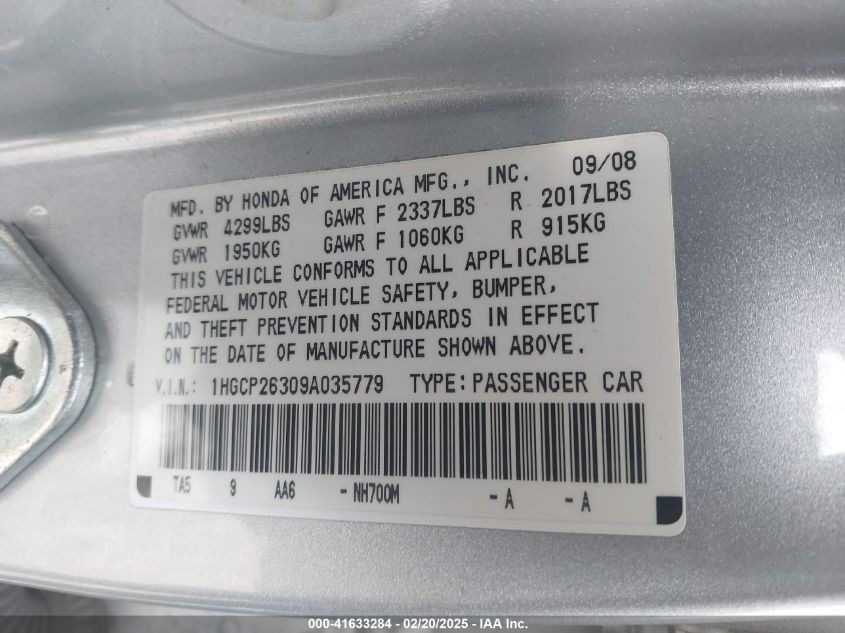 MFD. BY HONDA OF AMERICA MFG., INC. 09/08
GVWR 4299LBS GAWR F 2337LBS R 2017LBS
GVWR 1950KG GAWR F 1060KG R 915KG
THIS VEHICLE CONFORMS TO ALL APPLICABLE
FEDERAL MOTOR VEHICLE SAFETY, BUMPER,
AND THEFT PREVENTION STANDARDS IN EFFECT
ON THE DATE OF MANUFACTURE SHOWN ABOVE.
V.I.N.: 1HGCP26309A035779 TYPE: PASSENGER CAR
TA5 9 AA6 - NH700M - A - A
000-41633284 - 02/20/2025 - IAA Inc.